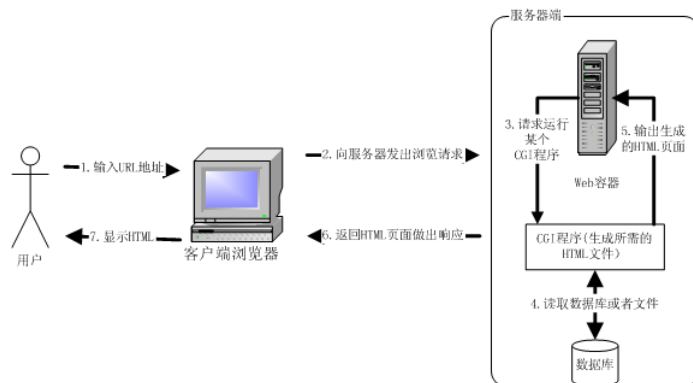 服务器端
3.请求运行
某个
CGI程序
5.输出生成
的HTML页面
1.输入URL地址
2.向服务器发出浏览请求
Web容器
7.显示HTML
6.返回HTML页面做出响应
用户
客户端浏览器
CGI程序(生成所需的
HTML文件)
4.读取数据库或者文件
数据库